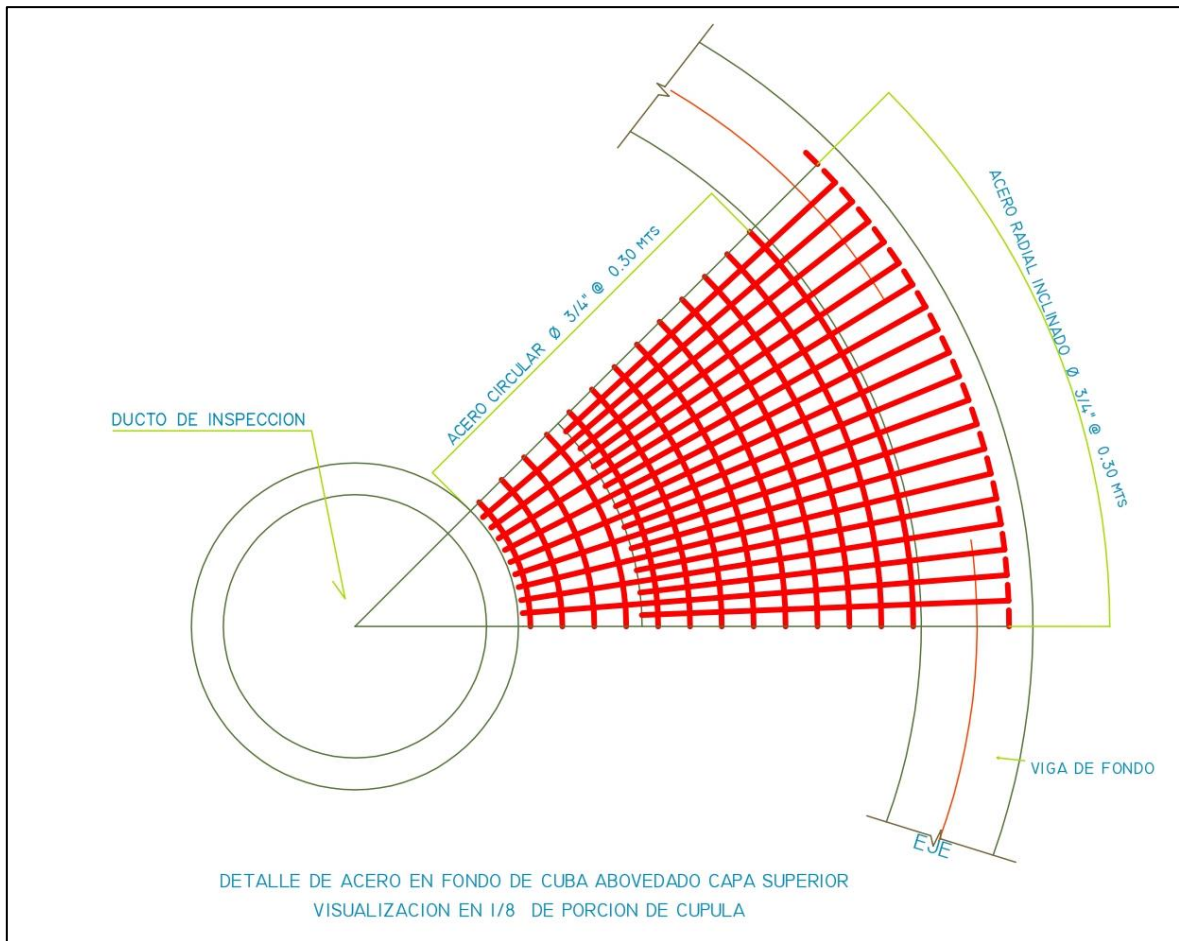 ACERO RADIAL INCLINADO Ø 3/4" @ 0.30 MTS
ACERO CIRCULAR Ø 3/4" @ 0.30 MTS
DUCTO DE INSPECCION
VIGA DE FONDO
EJE
DETALLE DE ACERO EN FONDO DE CUBA ABOVEDADO CAPA SUPERIOR
VISUALIZACION EN 1/8 DE PORCION DE CUPULA